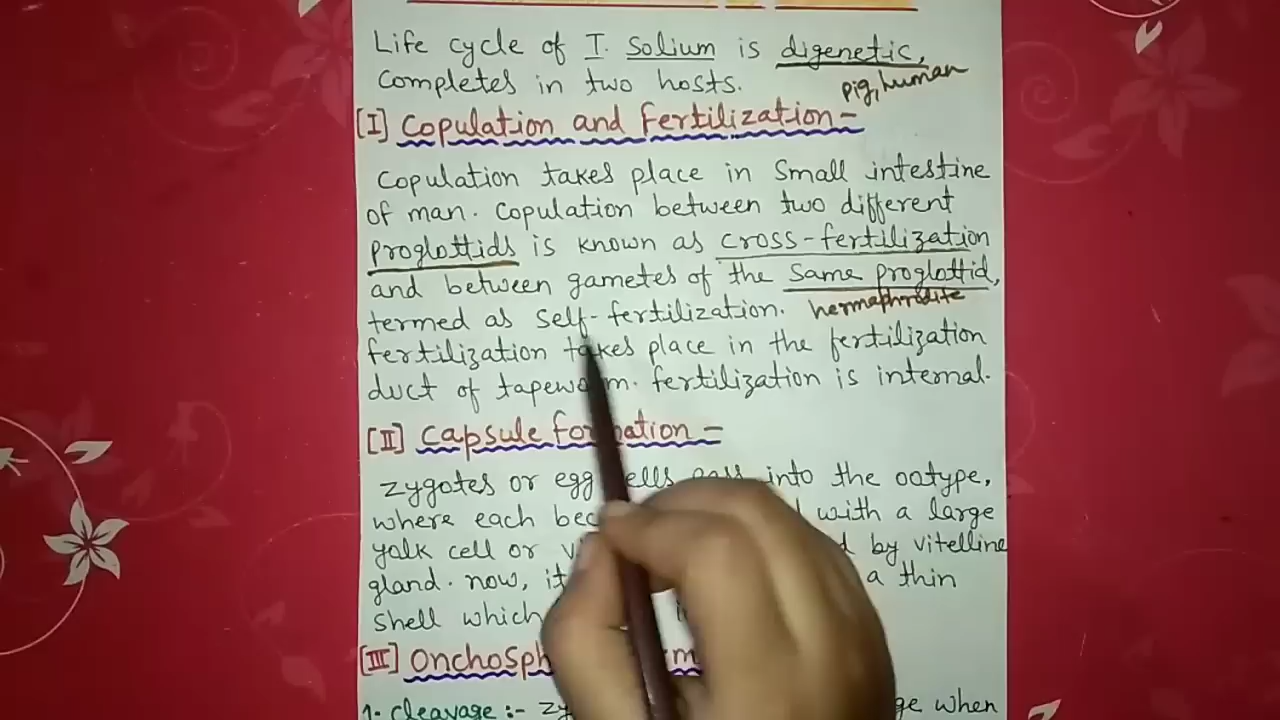 Life cycle of T. Solium is digenetic,
completes in two hosts.
pig, human
[I] Copulation and Fertilization -
Copulation takes place in Small intestine
of man. Copulation between two different
proglottids is known as cross-fertilization
and between gametes of the Same proglottid,
termed as Self-fertilization. hermaphrodite
fertilization takes place in the fertilization
duct of tapeworm. fertilization is internal.
[II] Capsule formation -
Zygotes or egg cells pass into the ootype,
where each with a large
yolk cell or by vitelline
gland. now, it a thin
Shell which
[III]
1. Cleavage :- when